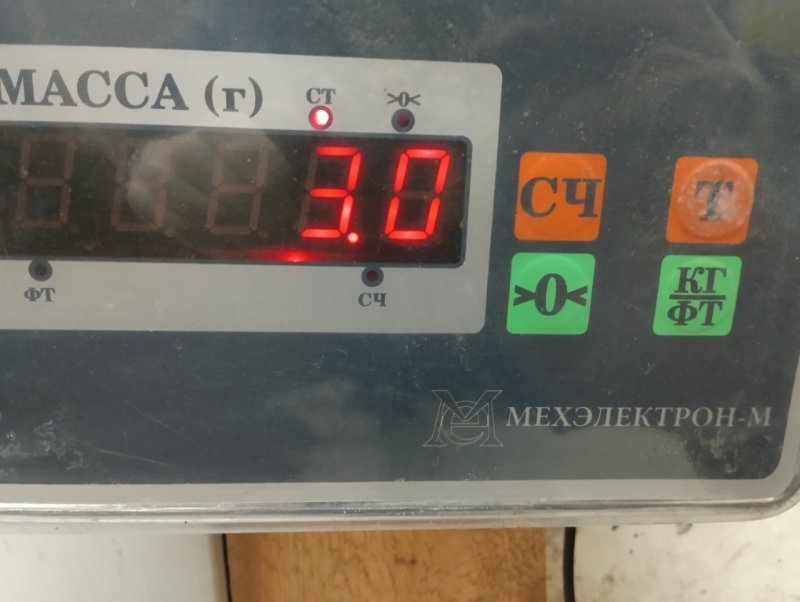 МАССА (г)
СТ
>0<
3.0
СЧ
Т
ФТ
СЧ
>0<
КГ
ФТ
МЕХЭЛЕКТРОН-М